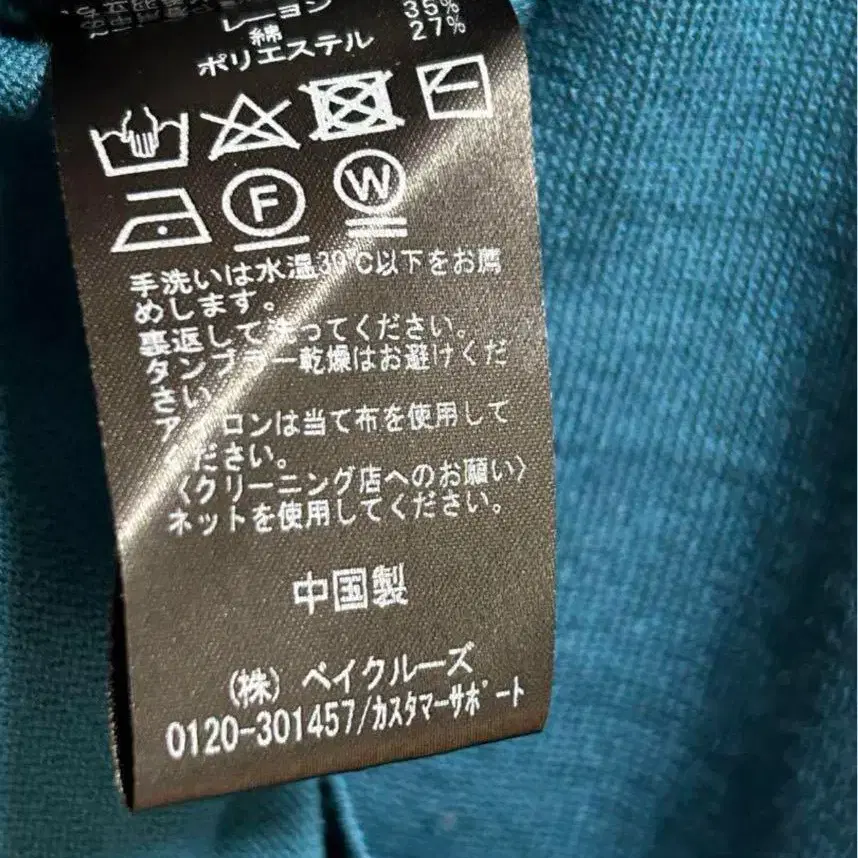 レーヨン
綿 35%
ポリエステル 27%
F W
手洗いは水温30℃以下をお薦
めします。
裏返して洗ってください。
タンブラー乾燥はお避けくだ
さい
アイロンは当て布を使用して
ください。
〈クリーニング店へのお願い〉
ネットを使用してください。
中国製
(株) ベイクルーズ
0120-301457/カスタマーサポート